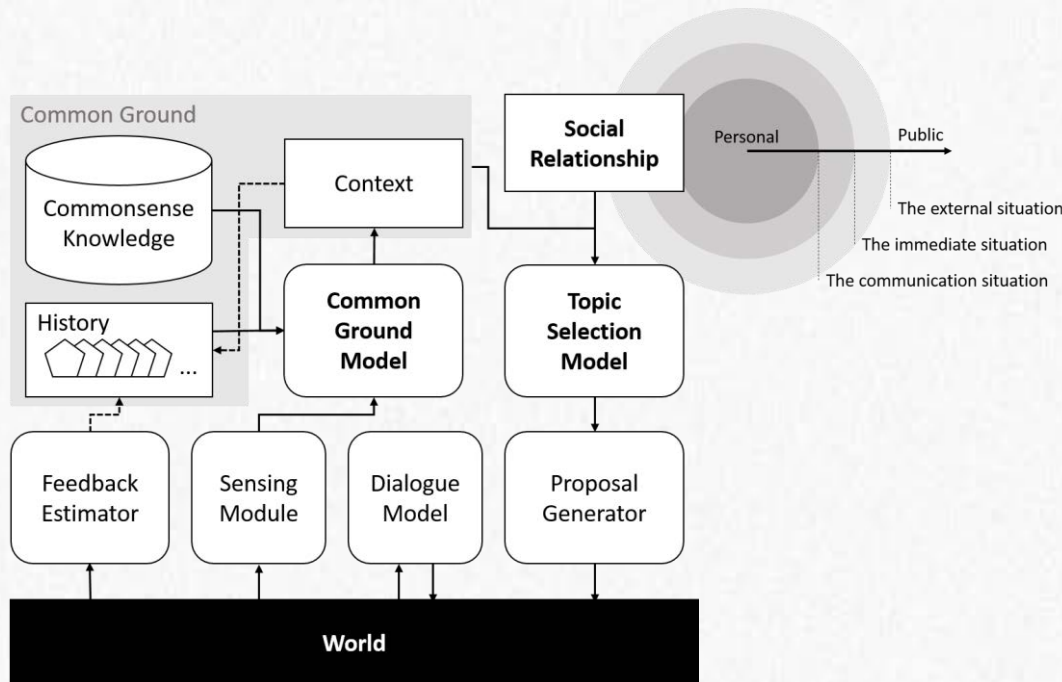 Common Ground
Commonsense
Knowledge
History
...
Context
Common
Ground
Model
Social
Relationship
Topic
Selection
Model
Personal
Public
The external situation
The immediate situation
The communication situation
Feedback
Estimator
Sensing
Module
Dialogue
Model
Proposal
Generator
World